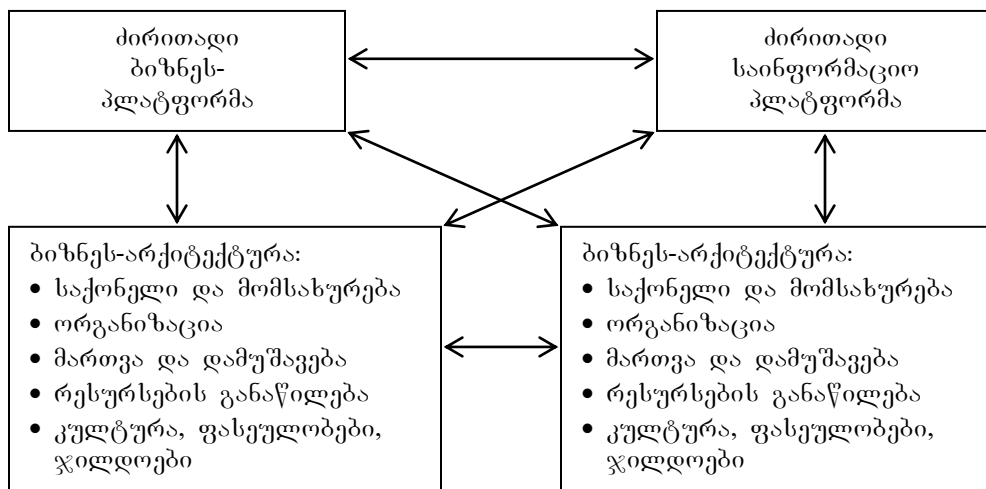 ძირითადი
ბიზნეს-
პლატფორმა
ძირითადი
საინფორმაციო
პლატფორმა
ბიზნეს-არქიტექტურა:
• საქონელი და მომსახურება
• ორგანიზაცია
• მართვა და დამუშავება
• რესურსების განაწილება
• კულტურა, ფასეულობები,
ჯილდოები
ბიზნეს-არქიტექტურა:
• საქონელი და მომსახურება
• ორგანიზაცია
• მართვა და დამუშავება
• რესურსების განაწილება
• კულტურა, ფასეულობები,
ჯილდოები